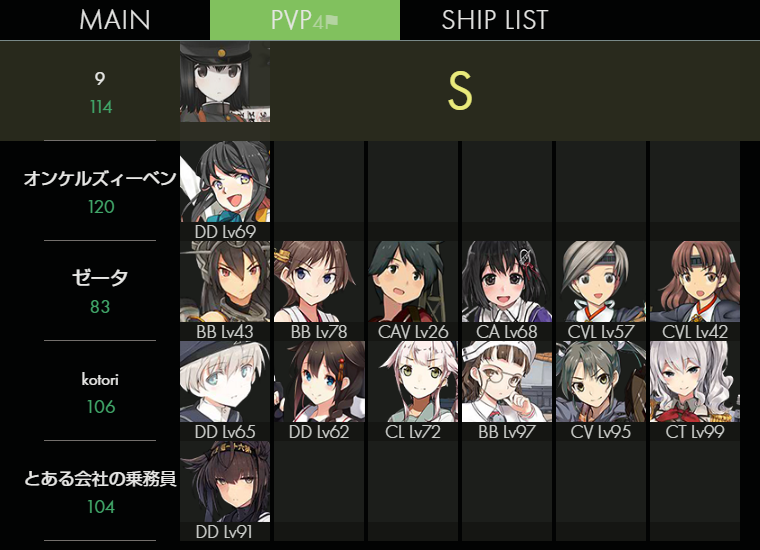 MAIN PVP4 SHIP LIST
9
114
S
オンケルズィーベン
120
DD Lv69
ゼータ
83
BB Lv43 BB Lv78 CAV Lv26 CA Lv68 CVL Lv57 CVL Lv42
kotori
106
DD Lv65 DD Lv62 CL Lv72 BB Lv97 CV Lv95 CT Lv99
とある会社の乗務員
104
DD Lv91